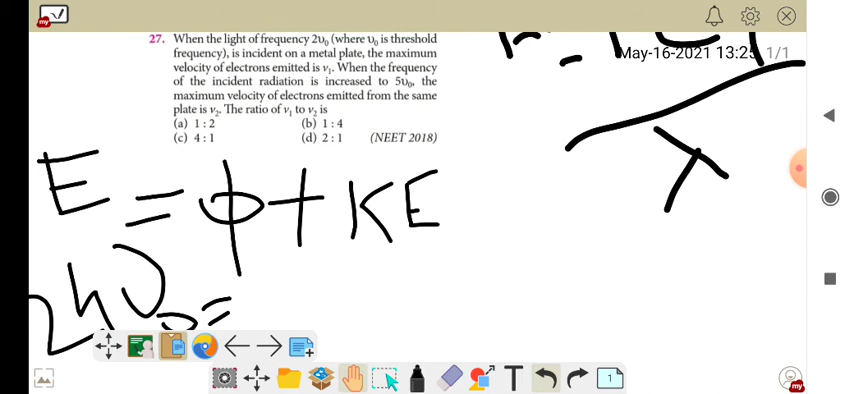 27. When the light of frequency 2υ₀ (where υ₀ is threshold
frequency), is incident on a metal plate, the maximum
velocity of electrons emitted is v₁. When the frequency
of the incident radiation is increased to 5υ₀, the
maximum velocity of electrons emitted from the same
plate is v₂. The ratio of v₁ to v₂ is
(a) 1 : 2 (b) 1 : 4
(c) 4 : 1 (d) 2 : 1 (NEET 2018)
May-16-2021 13:25 1/1
E = ϕ + KE
2hυ₀ =
λ
my
T
1
my